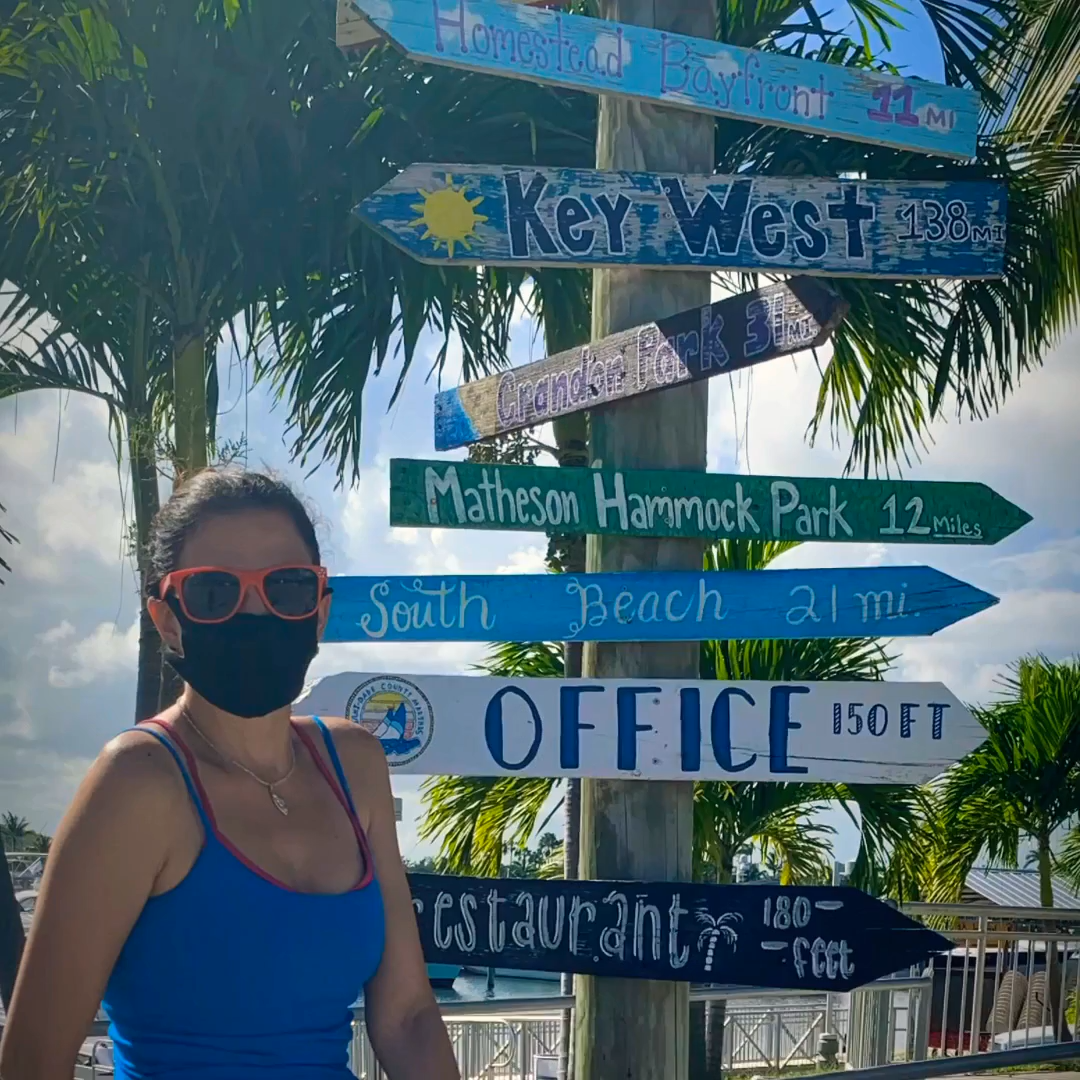 Homestead Bayfront 11 MI
Key West 138 MI
Crandon Park 31 MI
Matheson Hammock Park 12 Miles
South Beach 21 mi.
OFFICE 150 FT
restaurant 180 feet